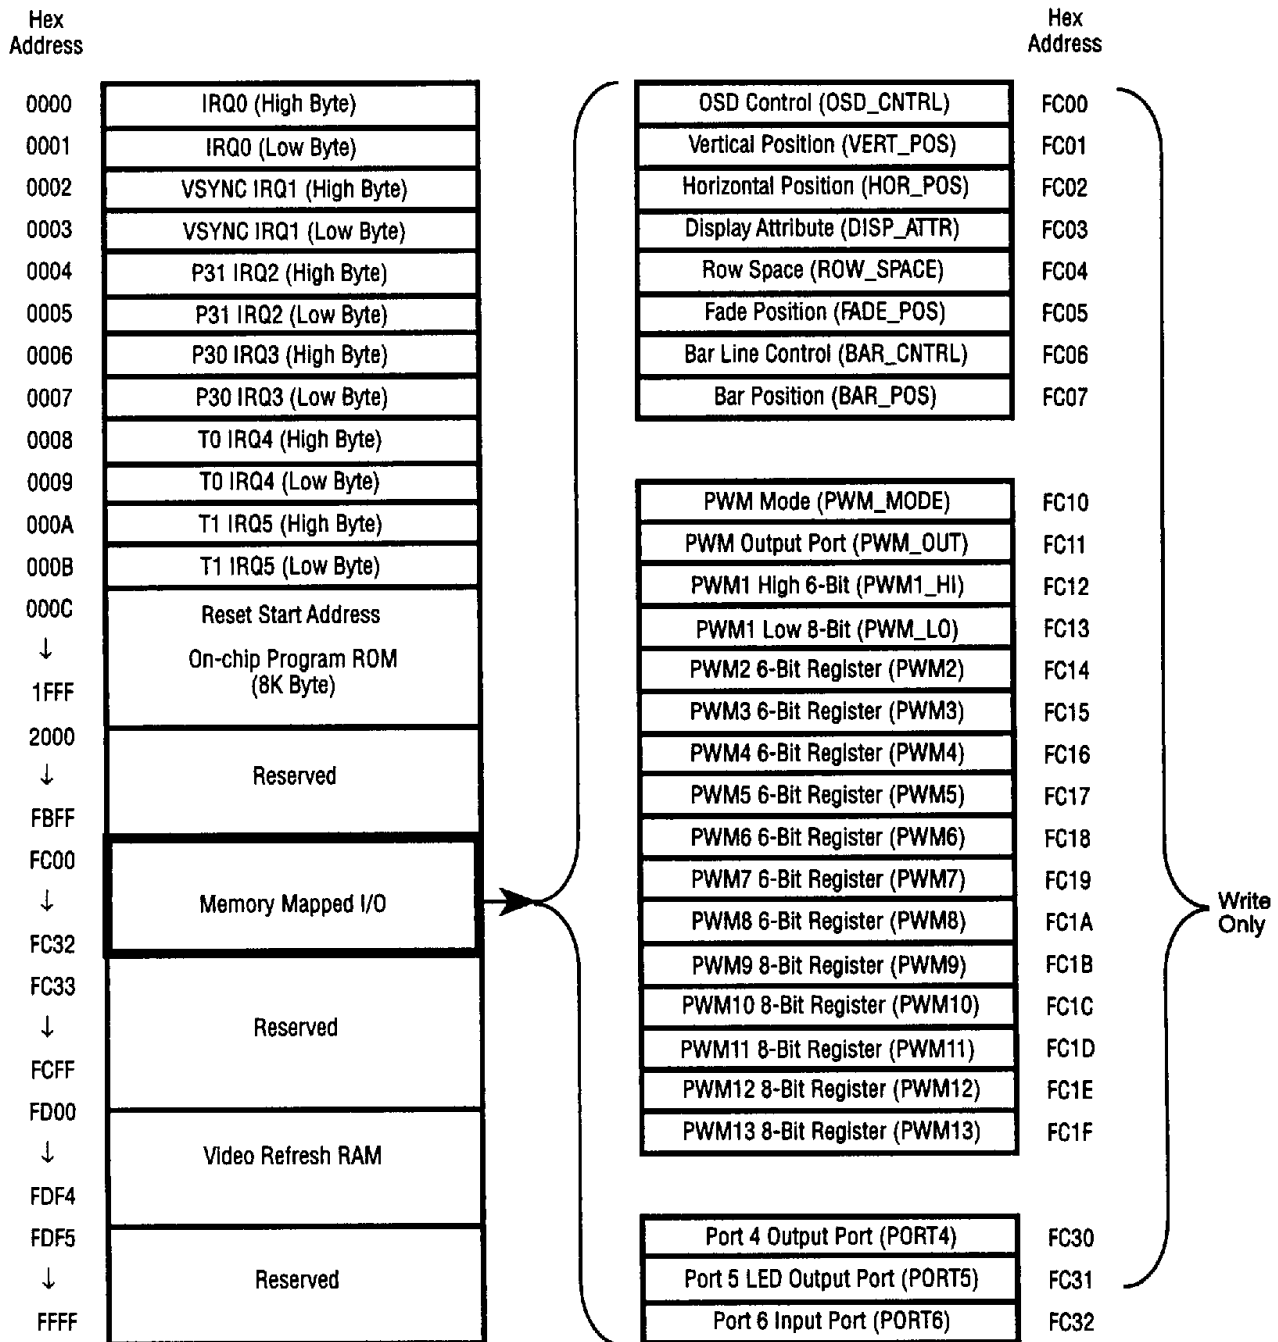 Hex
Address
0000 IRQ0 (High Byte)
0001 IRQ0 (Low Byte)
0002 VSYNC IRQ1 (High Byte)
0003 VSYNC IRQ1 (Low Byte)
0004 P31 IRQ2 (High Byte)
0005 P31 IRQ2 (Low Byte)
0006 P30 IRQ3 (High Byte)
0007 P30 IRQ3 (Low Byte)
0008 T0 IRQ4 (High Byte)
0009 T0 IRQ4 (Low Byte)
000A T1 IRQ5 (High Byte)
000B T1 IRQ5 (Low Byte)
000C Reset Start Address
↓ On-chip Program ROM
1FFF (8K Byte)
2000
↓ Reserved
FBFF
FC00
↓ Memory Mapped I/O
FC32
FC33
↓ Reserved
FCFF
FD00
↓ Video Refresh RAM
FDF4
FDF5
↓ Reserved
FFFF
Hex
Address
OSD Control (OSD_CNTRL) FC00
Vertical Position (VERT_POS) FC01
Horizontal Position (HOR_POS) FC02
Display Attribute (DISP_ATTR) FC03
Row Space (ROW_SPACE) FC04
Fade Position (FADE_POS) FC05
Bar Line Control (BAR_CNTRL) FC06
Bar Position (BAR_POS) FC07
PWM Mode (PWM_MODE) FC10
PWM Output Port (PWM_OUT) FC11
PWM1 High 6-Bit (PWM1_HI) FC12
PWM1 Low 8-Bit (PWM_LO) FC13
PWM2 6-Bit Register (PWM2) FC14
PWM3 6-Bit Register (PWM3) FC15
PWM4 6-Bit Register (PWM4) FC16
PWM5 6-Bit Register (PWM5) FC17
PWM6 6-Bit Register (PWM6) FC18
PWM7 6-Bit Register (PWM7) FC19
PWM8 6-Bit Register (PWM8) FC1A
PWM9 8-Bit Register (PWM9) FC1B
PWM10 8-Bit Register (PWM10) FC1C
PWM11 8-Bit Register (PWM11) FC1D
PWM12 8-Bit Register (PWM12) FC1E
PWM13 8-Bit Register (PWM13) FC1F
Port 4 Output Port (PORT4) FC30
Port 5 LED Output Port (PORT5) FC31
Port 6 Input Port (PORT6) FC32
Write
Only